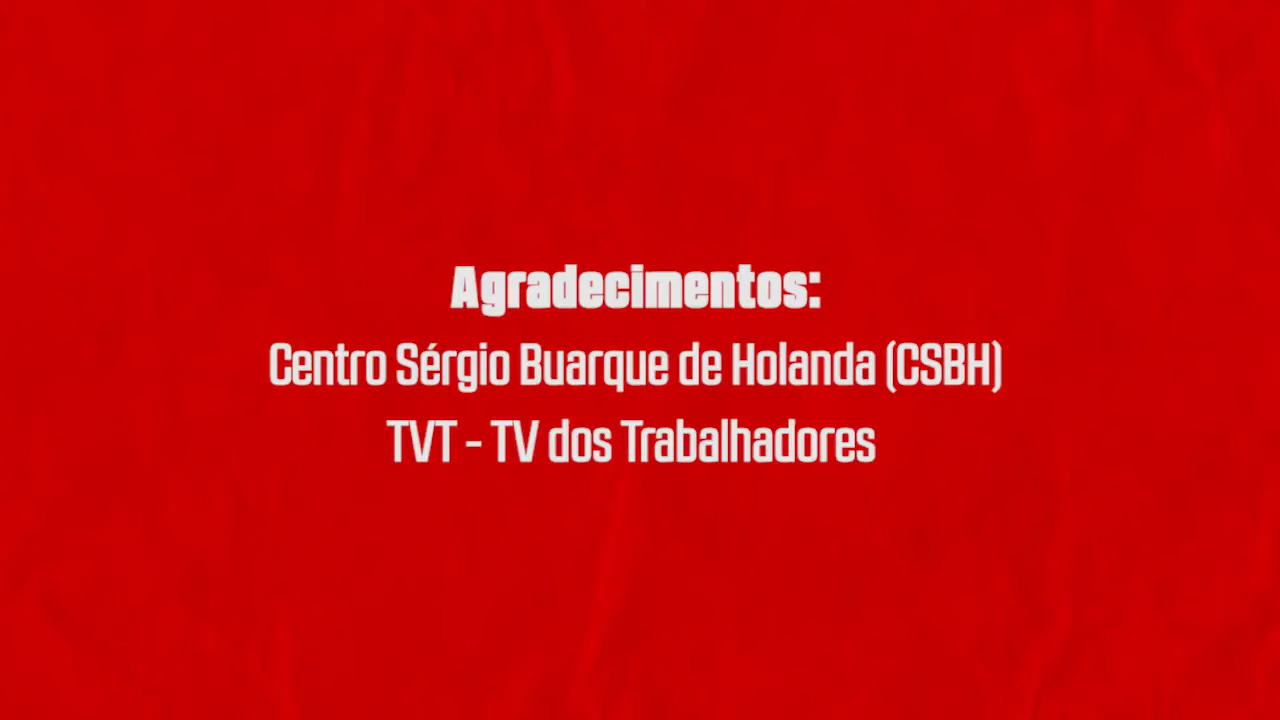 Agradecimentos:
Centro Sérgio Buarque de Holanda (CSBH)
TVT - TV dos Trabalhadores